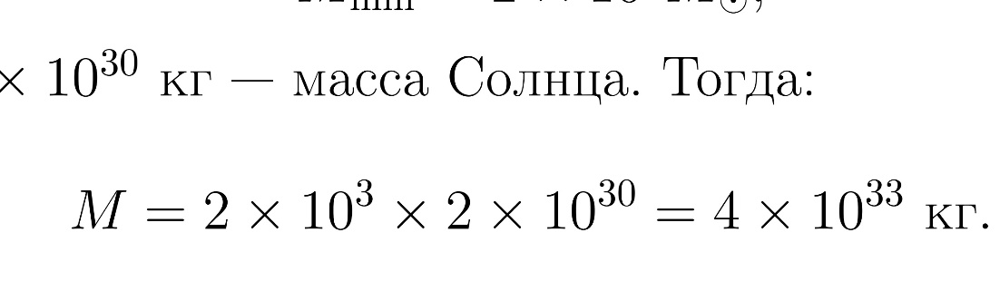 × 10³⁰ кг — масса Солнца. Тогда:
M = 2 × 10³ × 2 × 10³⁰ = 4 × 10³³ кг.